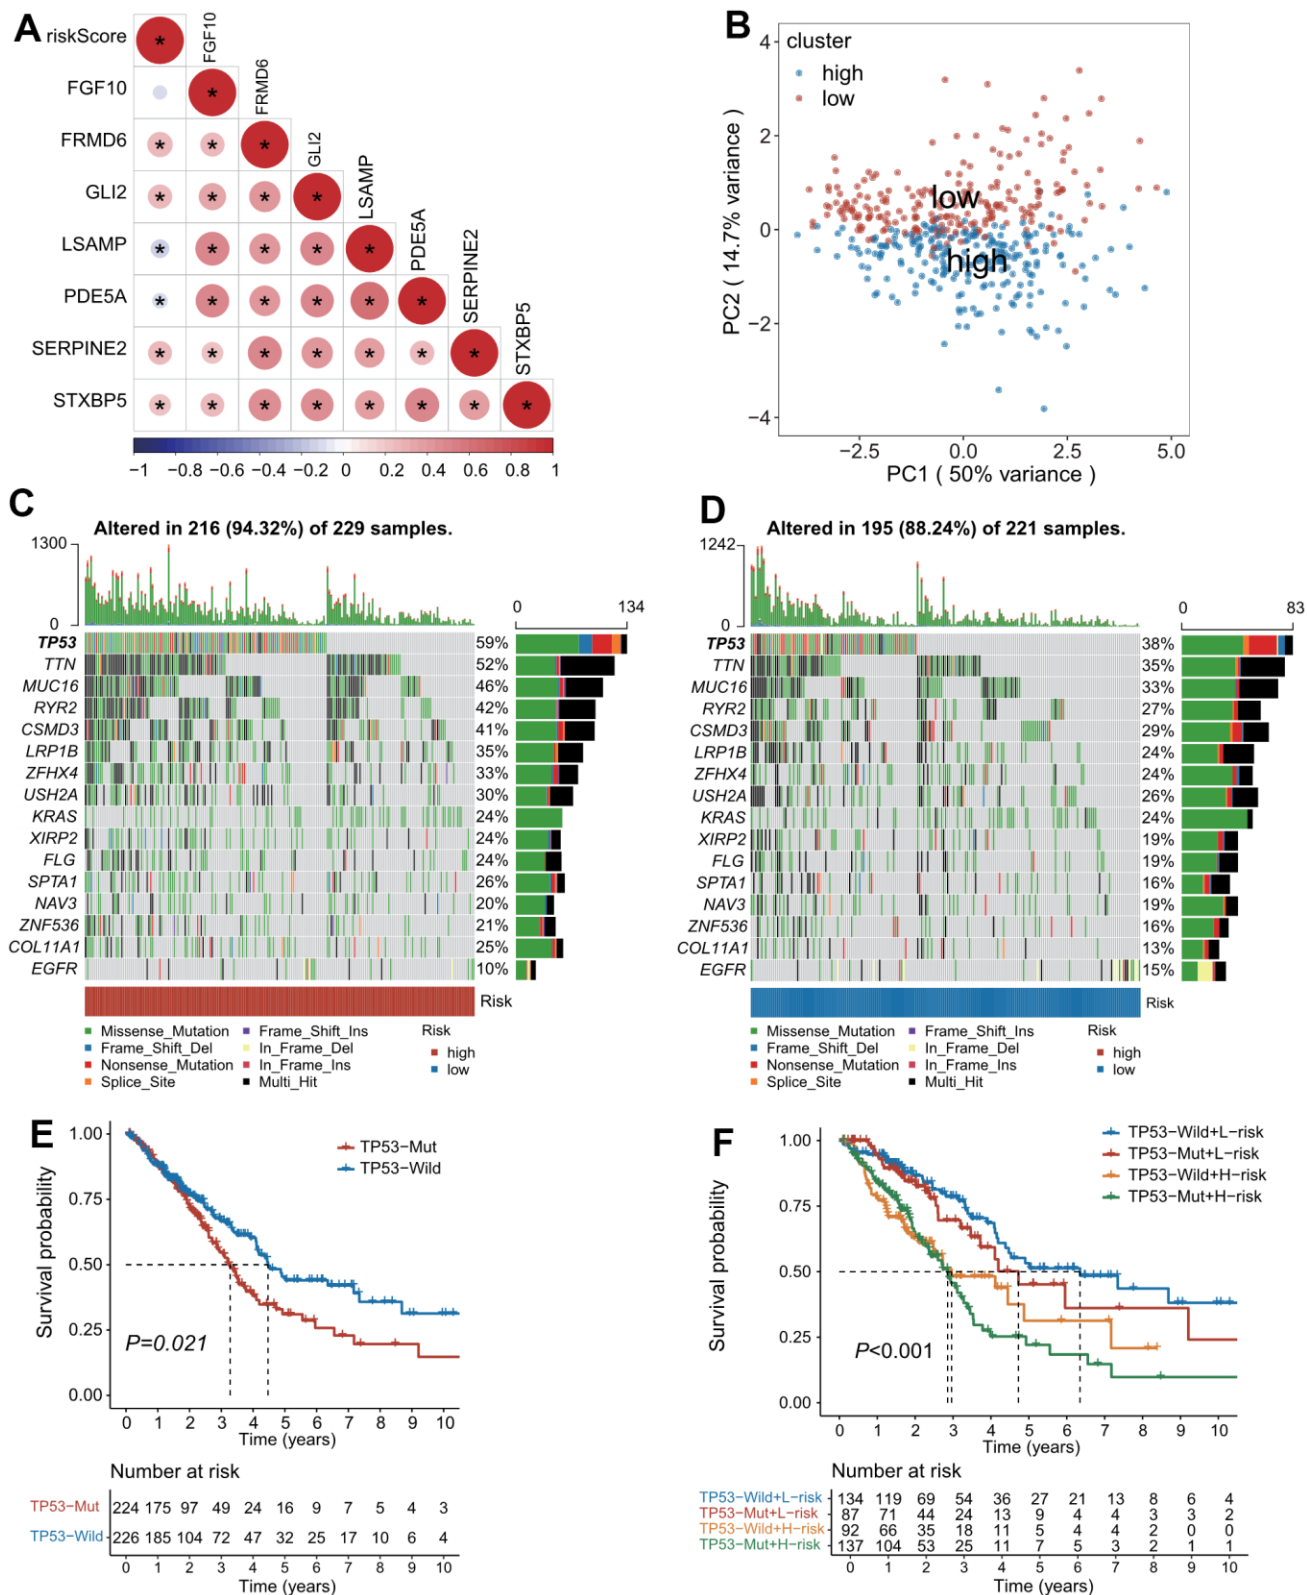 A
riskScore
FGF10
FRMD6
GLI2
LSAMP
PDE5A
SERPINE2
STXBP5
FGF10
FRMD6
GLI2
LSAMP
PDE5A
SERPINE2
STXBP5
* 
*
* * *
* * * *
* * * * *
* * * * * *
* * * * * * *
* * * * * * * *
−1 −0.8 −0.6 −0.4 −0.2 0 0.2 0.4 0.6 0.8 1
B
cluster
high
low
low
high
4
2
0
−2
−4
PC2 ( 14.7% variance )
−2.5 0.0 2.5 5.0
PC1 ( 50% variance )
C
Altered in 216 (94.32%) of 229 samples.
1300
0
0 134
TP53 59%
TTN 52%
MUC16 46%
RYR2 42%
CSMD3 41%
LRP1B 35%
ZFHX4 33%
USH2A 30%
KRAS 24%
XIRP2 24%
FLG 24%
SPTA1 26%
NAV3 20%
ZNF536 21%
COL11A1 25%
EGFR 10%
Risk
Missense_Mutation Frame_Shift_Ins Risk
Frame_Shift_Del In_Frame_Del high
Nonsense_Mutation In_Frame_Ins low
Splice_Site Multi_Hit
D
Altered in 195 (88.24%) of 221 samples.
1242
0
0 83
TP53 38%
TTN 35%
MUC16 33%
RYR2 27%
CSMD3 29%
LRP1B 24%
ZFHX4 24%
USH2A 26%
KRAS 24%
XIRP2 19%
FLG 19%
SPTA1 16%
NAV3 19%
ZNF536 16%
COL11A1 13%
EGFR 15%
Risk
Missense_Mutation Frame_Shift_Ins Risk
Frame_Shift_Del In_Frame_Del high
Nonsense_Mutation In_Frame_Ins low
Splice_Site Multi_Hit
E
TP53−Mut
TP53−Wild
1.00
0.75
0.50
0.25
0.00
Survival probability
P=0.021
0 1 2 3 4 5 6 7 8 9 10
Time (years)
Number at risk
TP53−Mut 224 175 97 49 24 16 9 7 5 4 3
TP53−Wild 226 185 104 72 47 32 25 17 10 6 4
0 1 2 3 4 5 6 7 8 9 10
Time (years)
F
TP53−Wild+L−risk
TP53−Mut+L−risk
TP53−Wild+H−risk
TP53−Mut+H−risk
1.00
0.75
0.50
0.25
0.00
Survival probability
P<0.001
0 1 2 3 4 5 6 7 8 9 10
Time (years)
Number at risk
TP53−Wild+L−risk 134 119 69 54 36 27 21 13 8 6 4
TP53−Mut+L−risk 87 71 44 24 13 9 4 4 3 3 2
TP53−Wild+H−risk 92 66 35 18 11 5 4 4 2 0 0
TP53−Mut+H−risk 137 104 53 25 11 7 5 3 2 1 1
0 1 2 3 4 5 6 7 8 9 10
Time (years)